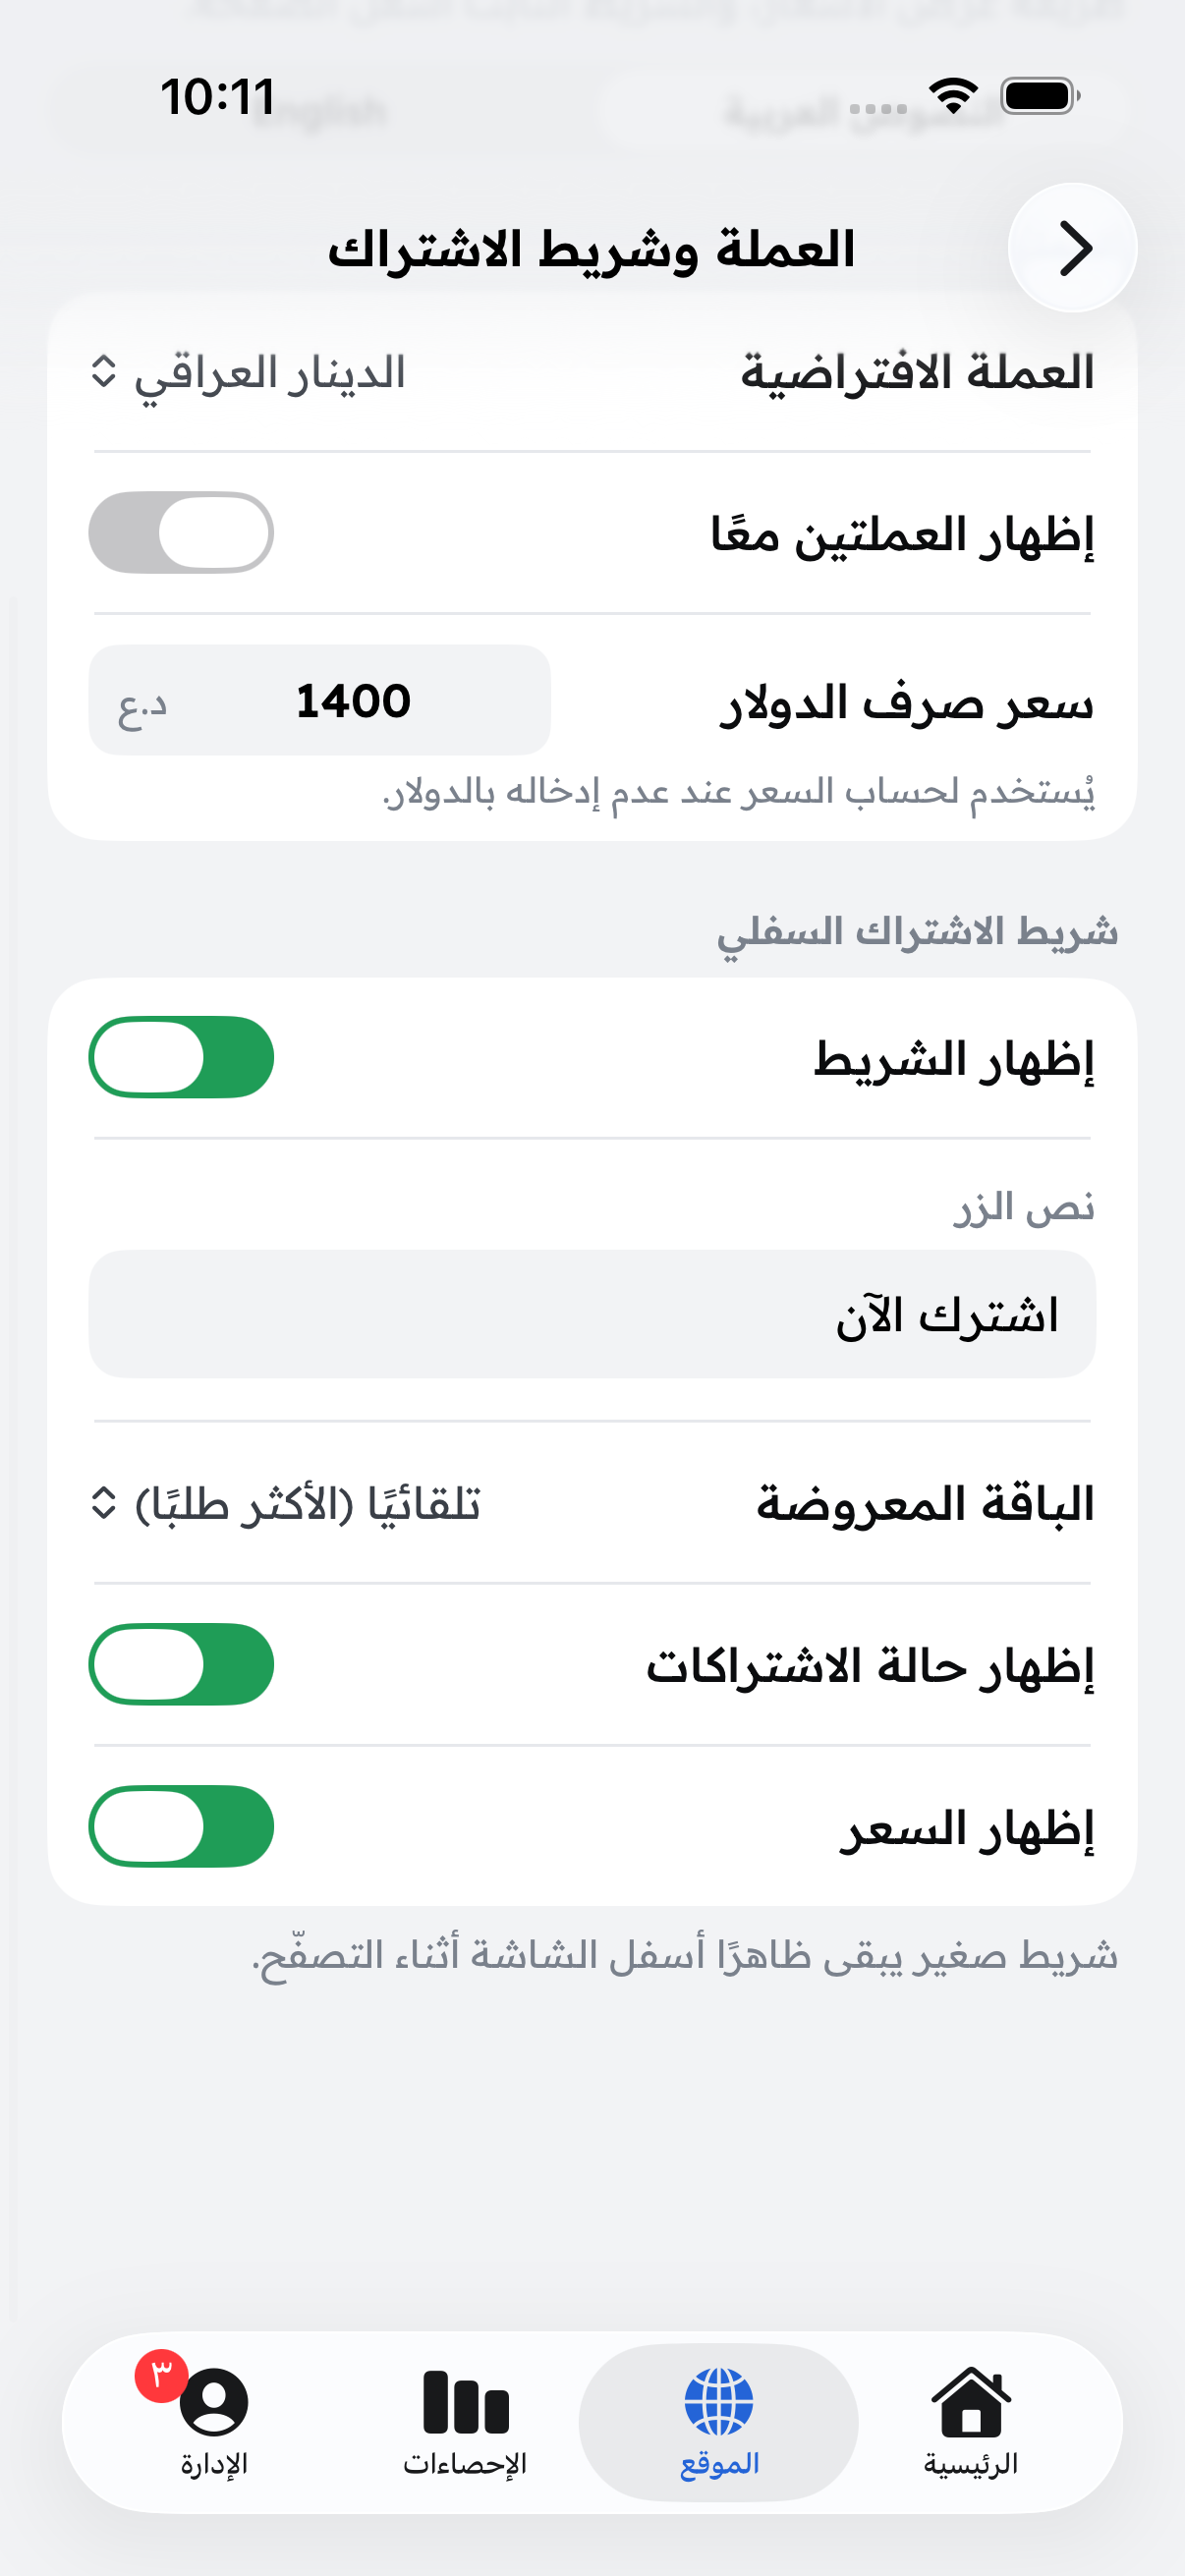 10:11
English
العملة وشريط الاشتراك
العملة الافتراضية
الدينار العراقي
إظهار العملتين معًا
سعر صرف الدولار
1400
د.ع
يُستخدم لحساب السعر عند عدم إدخاله بالدولار.
شريط الاشتراك السفلي
إظهار الشريط
نص الزر
اشترك الآن
الباقة المعروضة
تلقائيًا (الأكثر طلبًا)
إظهار حالة الاشتراكات
إظهار السعر
شريط صغير يبقى ظاهرًا أسفل الشاشة أثناء التصفّح.
الرئيسية
الموقع
الإحصاءات
الإدارة
٣